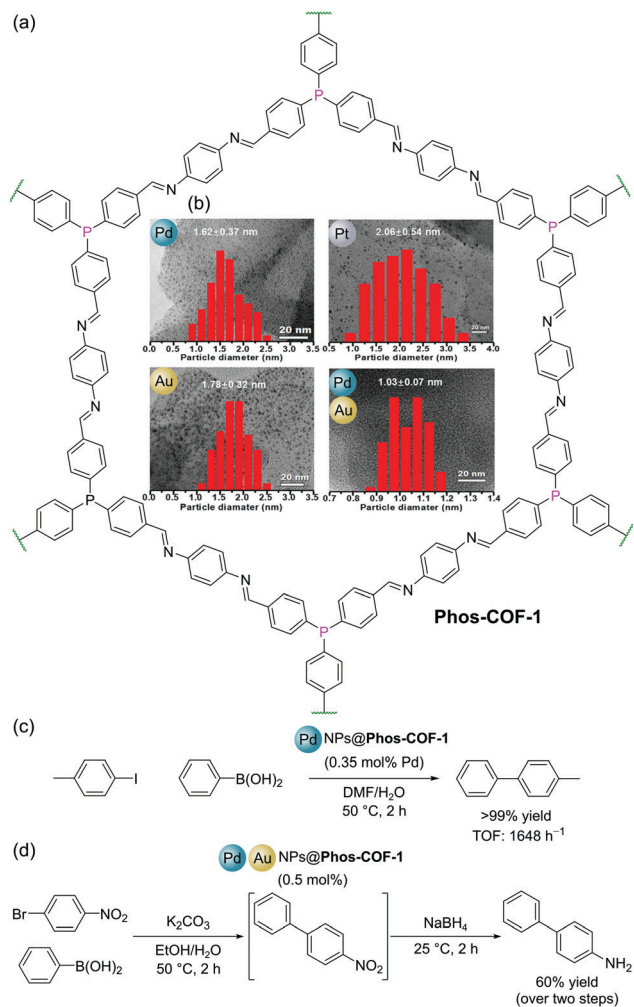 (a)
P
P
P
P
P
P
N
N
N
N
N
N
N
N
N
N
N
N
(b)
Pd
1.62±0.37 nm
20 nm
0.0 0.5 1.0 1.5 2.0 2.5 3.0 3.5
Particle diameter (nm)
Pt
2.06±0.54 nm
20 nm
0.5 1.0 1.5 2.0 2.5 3.0 3.5 4.0
Particle diameter (nm)
Au
1.78±0.32 nm
20 nm
0.0 0.5 1.0 1.5 2.0 2.5 3.0 3.5
Particle diamater (nm)
Pd
Au
1.03±0.07 nm
20 nm
0.7 0.8 0.9 1.0 1.1 1.2 1.3 1.4
Particle diameter (nm)
Phos-COF-1
(c)
Pd NPs@Phos-COF-1
(0.35 mol% Pd)
I
B(OH)2
DMF/H2O
50 °C, 2 h
>99% yield
TOF: 1648 h−1
(d)
Pd Au NPs@Phos-COF-1
(0.5 mol%)
Br
NO2
B(OH)2
K2CO3
EtOH/H2O
50 °C, 2 h
NO2
NaBH4
25 °C, 2 h
NH2
60% yield
(over two steps)